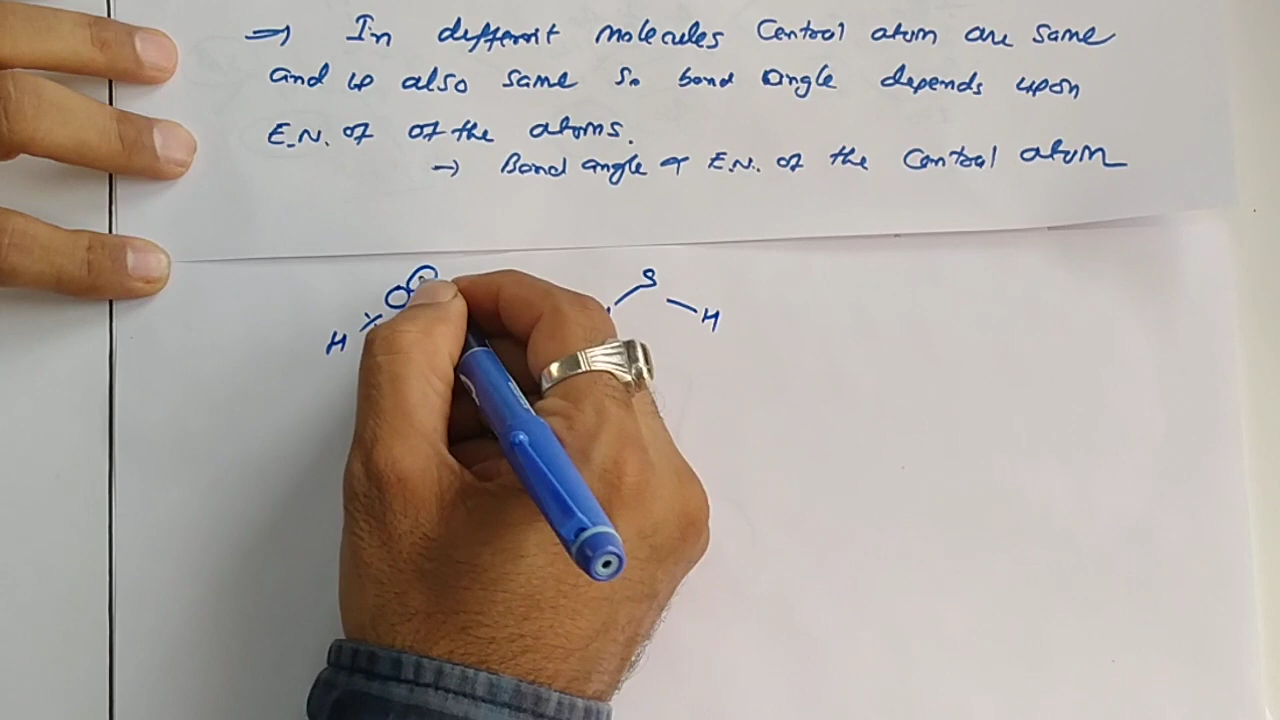 ⇒ In different molecules Central atom are same
and lp also same so bond angle depends upon
E.N. of of the atoms.
→ Bond angle ∝ E.N. of the Central atom
O S
H H